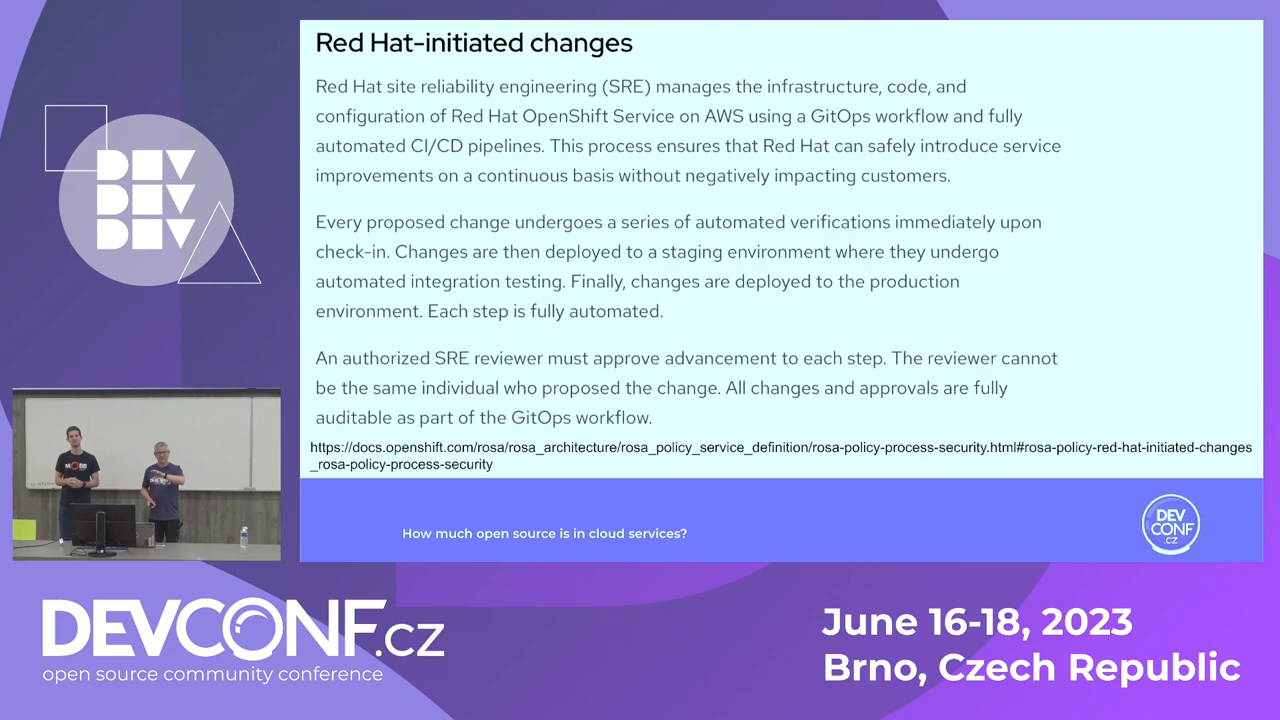 Red Hat-initiated changes
Red Hat site reliability engineering (SRE) manages the infrastructure, code, and
configuration of Red Hat OpenShift Service on AWS using a GitOps workflow and fully
automated CI/CD pipelines. This process ensures that Red Hat can safely introduce service
improvements on a continuous basis without negatively impacting customers.
Every proposed change undergoes a series of automated verifications immediately upon
check-in. Changes are then deployed to a staging environment where they undergo
automated integration testing. Finally, changes are deployed to the production
environment. Each step is fully automated.
An authorized SRE reviewer must approve advancement to each step. The reviewer cannot
be the same individual who proposed the change. All changes and approvals are fully
auditable as part of the GitOps workflow.
https://docs.openshift.com/rosa/rosa_architecture/rosa_policy_service_definition/rosa-policy-process-security.html#rosa-policy-red-hat-initiated-changes
_rosa-policy-process-security
How much open source is in cloud services?
DEV
CONF
.CZ
DEV
DEV
DEV
DEVCONF.cz
open source community conference
June 16-18, 2023
Brno, Czech Republic